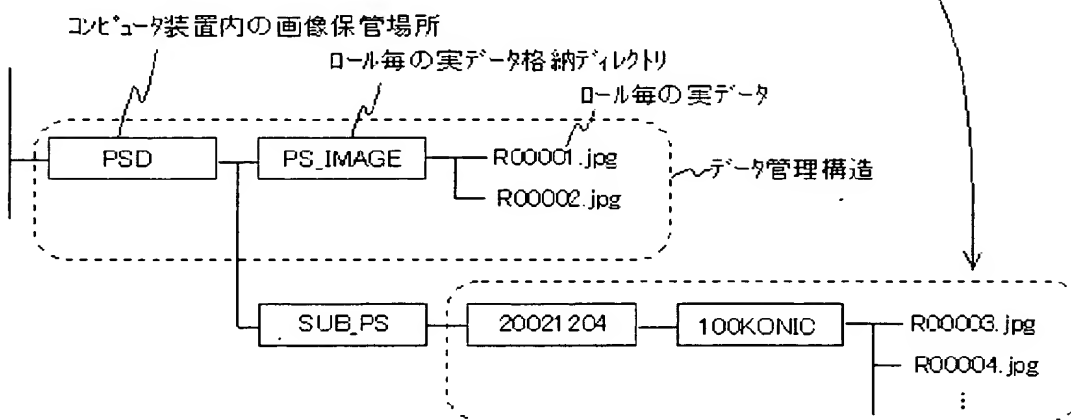 コンピュータ装置内の画像保管場所
ロール毎の実データ格納ディレクトリ
ロール毎の実データ
PSD
PS_IMAGE
R00001.jpg
データ管理構造
R00002.jpg
SUB_PS
20021204
100KONIC
R00003.jpg
R00004.jpg
⋮